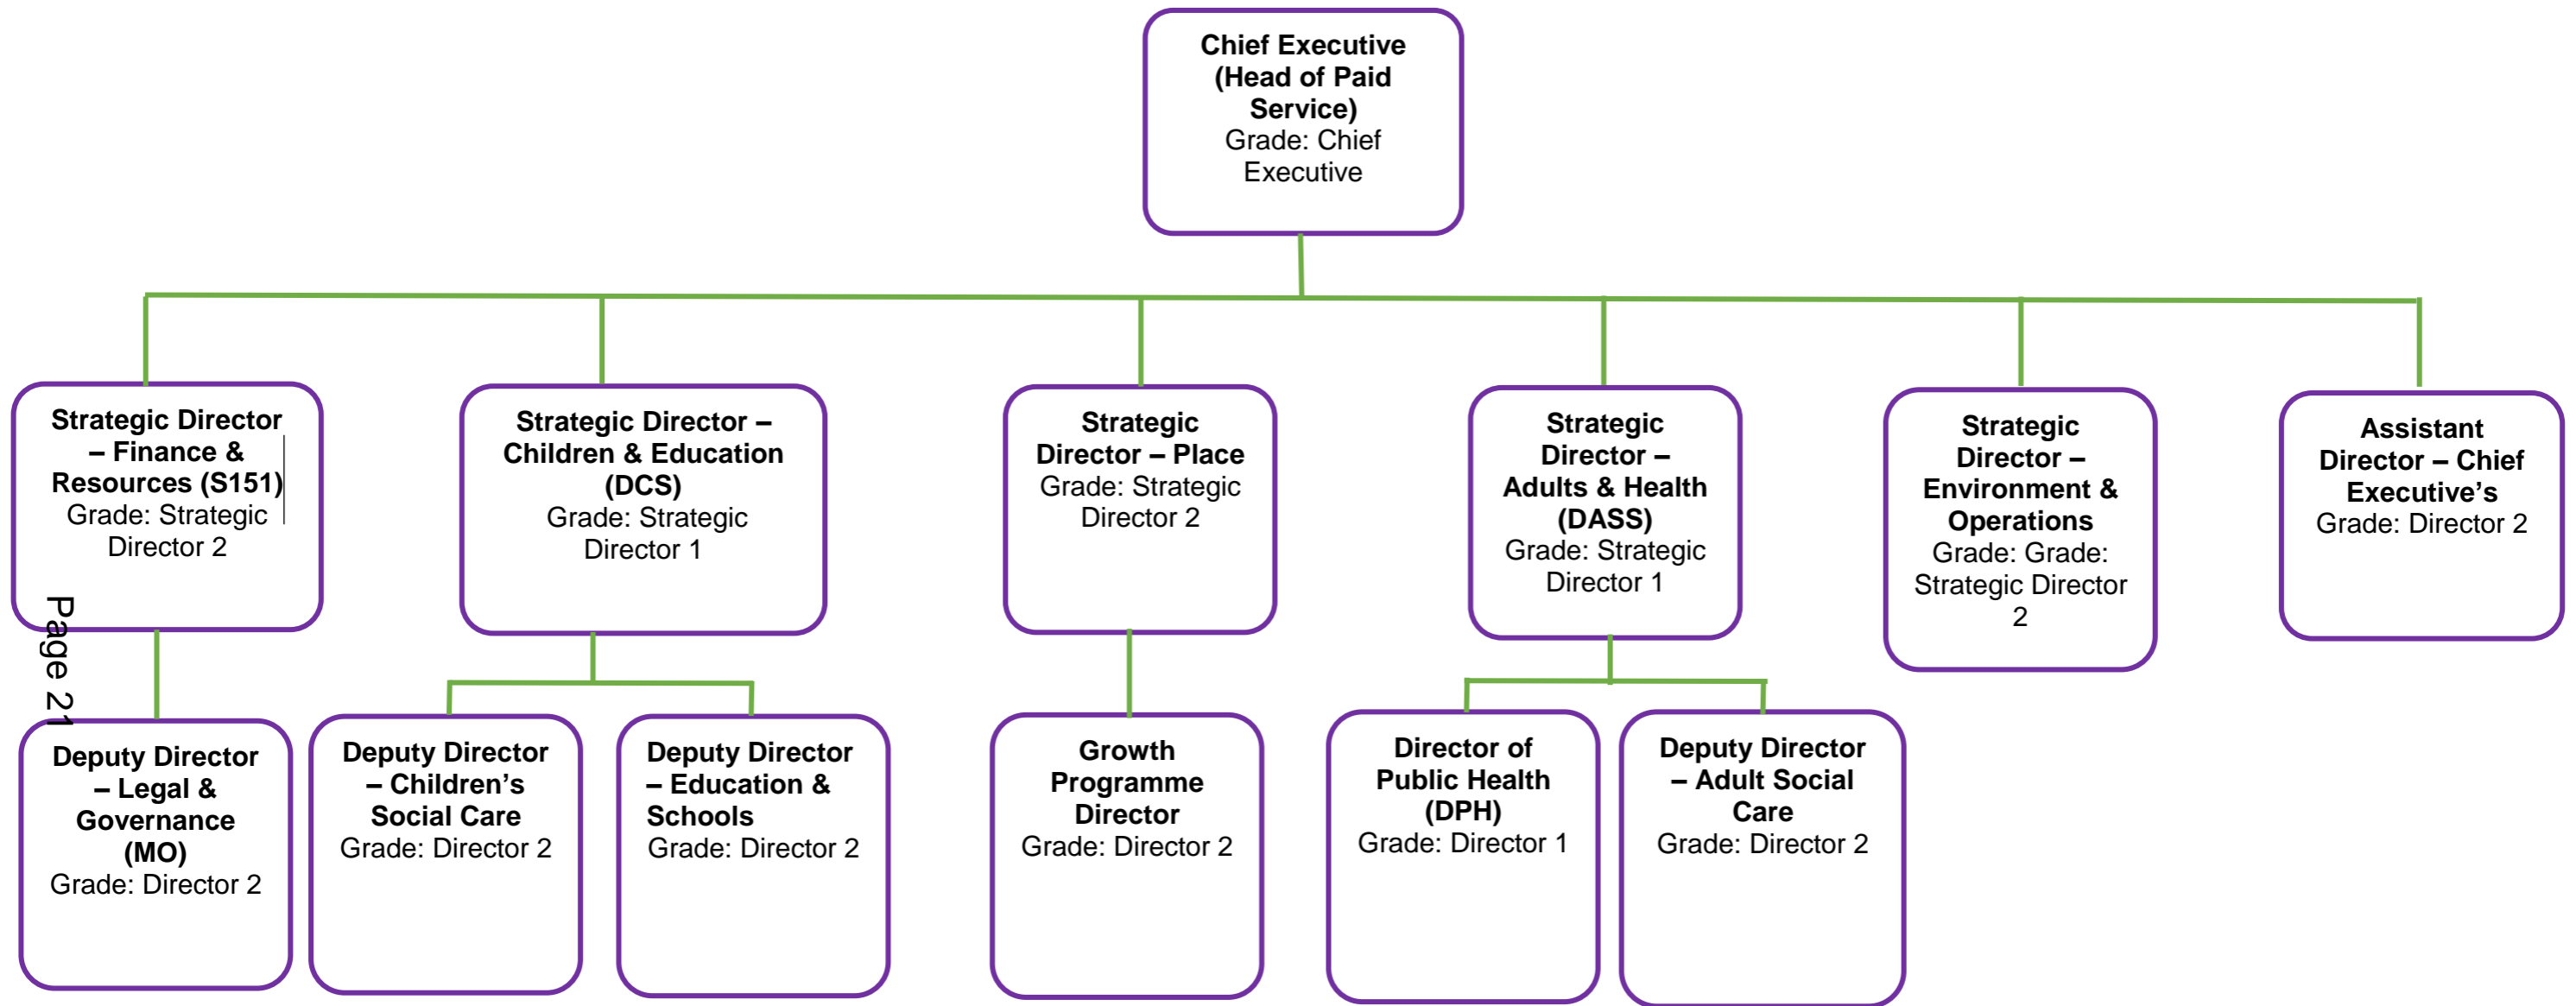 Chief Executive
(Head of Paid
Service)
Grade: Chief
Executive
Strategic Director
– Finance &
Resources (S151)
Grade: Strategic
Director 2
Strategic Director –
Children & Education
(DCS)
Grade: Strategic
Director 1
Strategic
Director – Place
Grade: Strategic
Director 2
Strategic
Director –
Adults & Health
(DASS)
Grade: Strategic
Director 1
Strategic
Director –
Environment &
Operations
Grade: Grade:
Strategic Director
2
Assistant
Director – Chief
Executive’s
Grade: Director 2
Page 21
Deputy Director
– Legal &
Governance
(MO)
Grade: Director 2
Deputy Director
– Children’s
Social Care
Grade: Director 2
Deputy Director
– Education &
Schools
Grade: Director 2
Growth
Programme
Director
Grade: Director 2
Director of
Public Health
(DPH)
Grade: Director 1
Deputy Director
– Adult Social
Care
Grade: Director 2